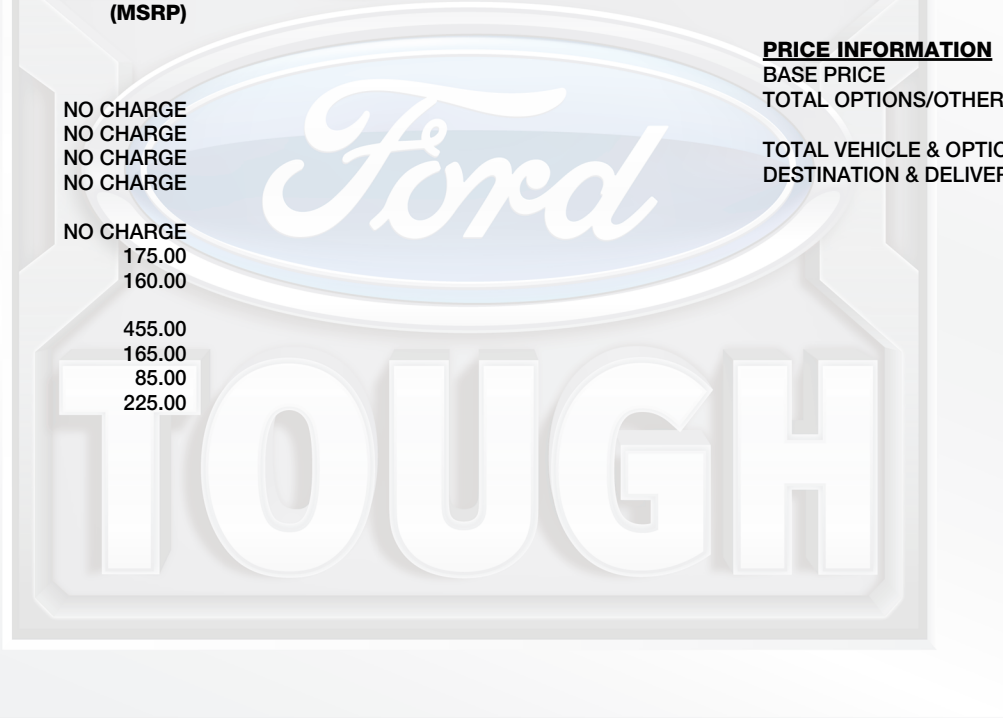 (MSRP)
NO CHARGE
NO CHARGE
NO CHARGE
NO CHARGE
NO CHARGE
175.00
160.00
455.00
165.00
85.00
225.00
PRICE INFORMATION
BASE PRICE
TOTAL OPTIONS/OTHER
TOTAL VEHICLE & OPTIO
DESTINATION & DELIVER
Ford
TOUGH